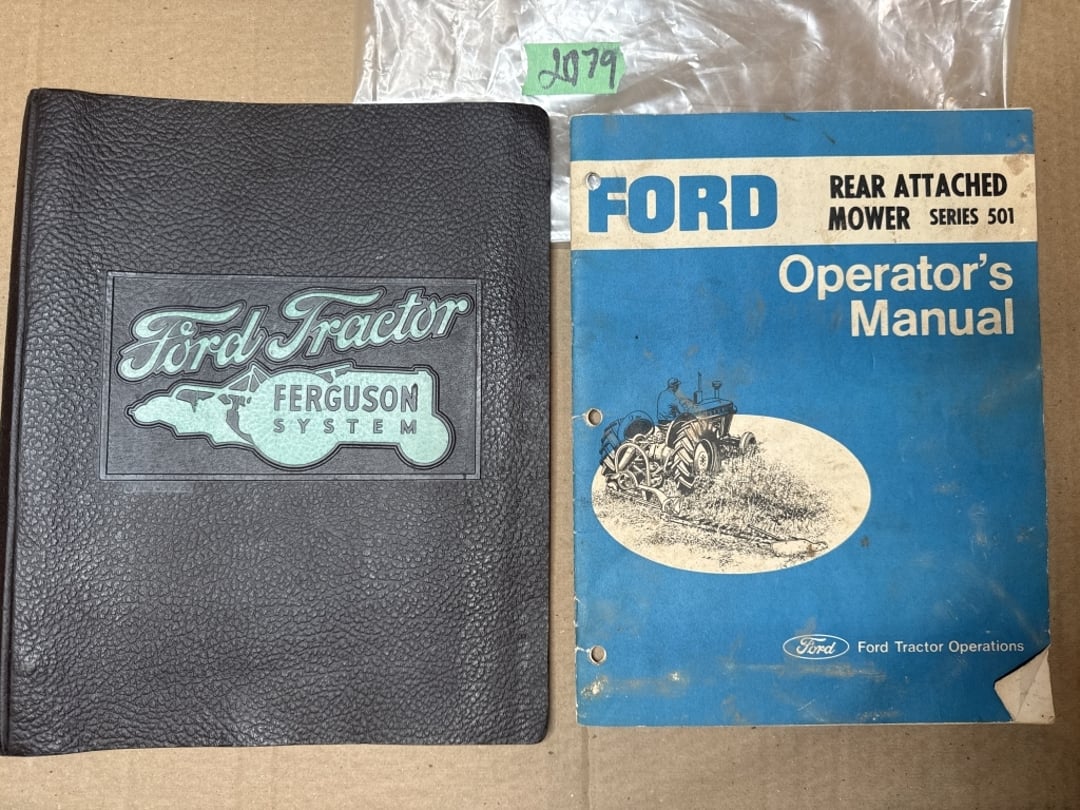 2079
Ford Tractor
FERGUSON
SYSTEM
FORD
REAR ATTACHED
MOWER SERIES 501
Operator's
Manual
Ford
Ford Tractor Operations